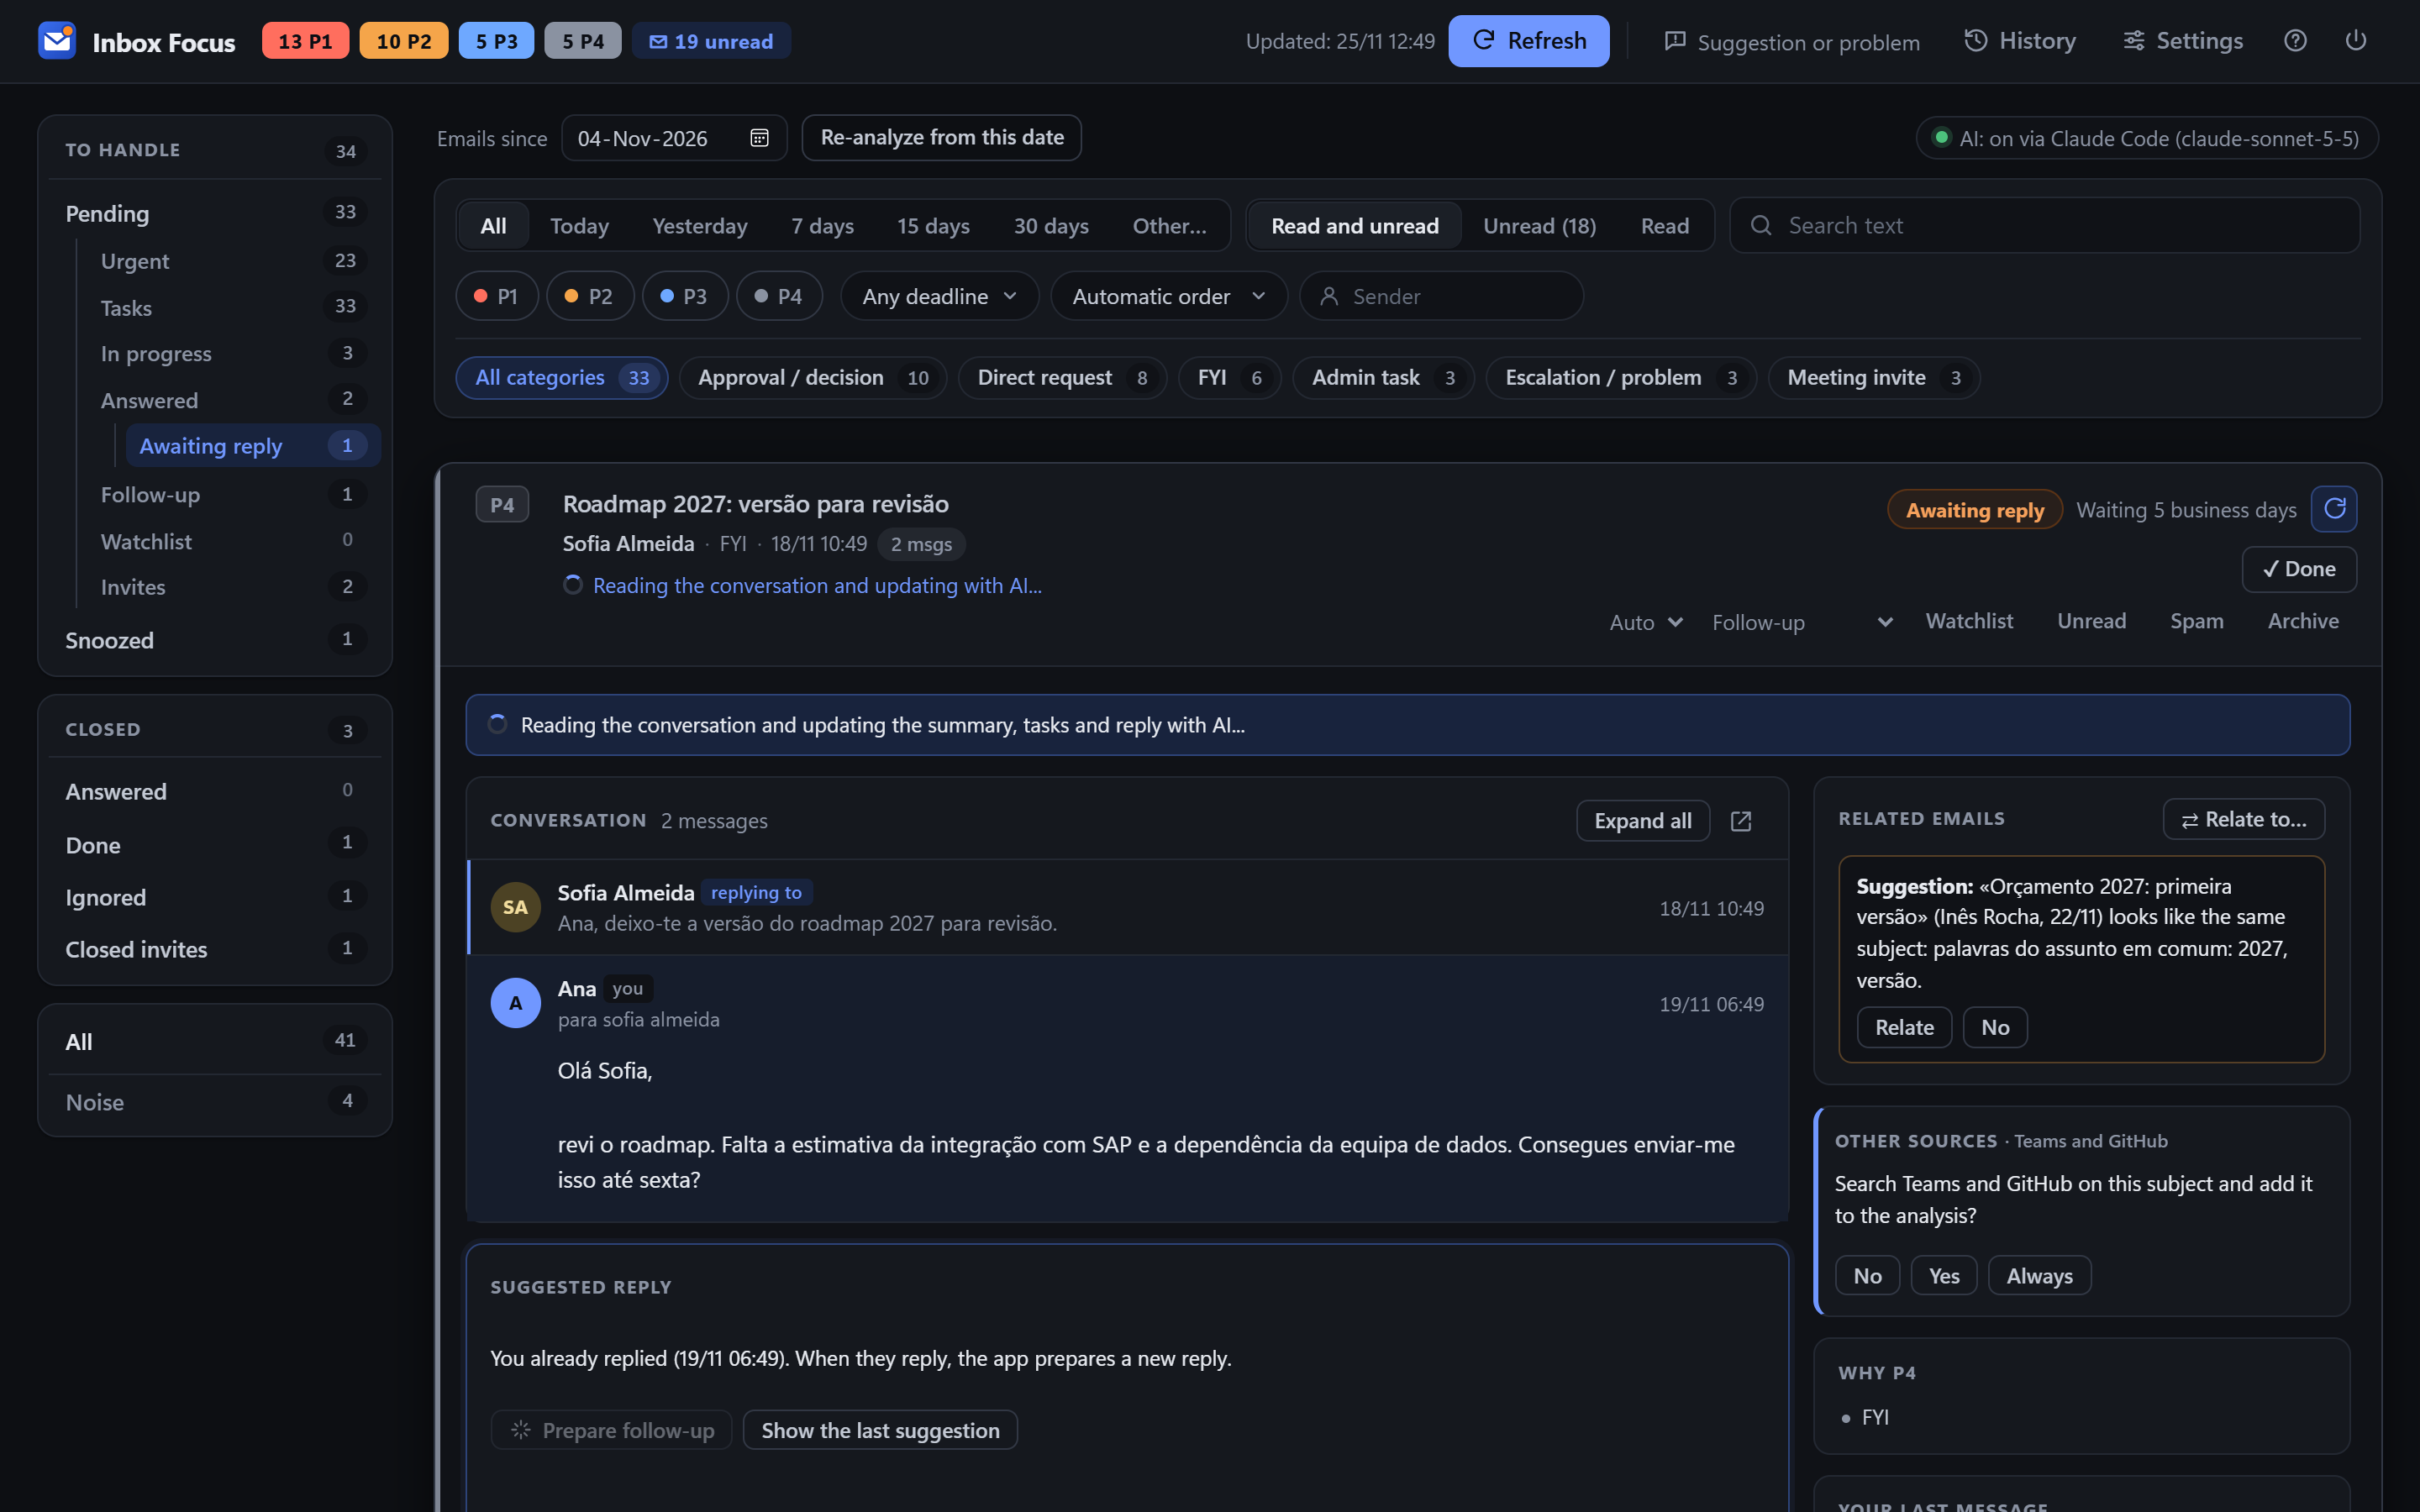 Inbox Focus
13 P1
10 P2
5 P3
5 P4
19 unread
Updated: 25/11 12:49
Refresh
Suggestion or problem
History
Settings
TO HANDLE 34
Pending 33
Urgent 23
Tasks 33
In progress 3
Answered 2
Awaiting reply 1
Follow-up 1
Watchlist 0
Invites 2
Snoozed 1
CLOSED 3
Answered 0
Done 1
Ignored 1
Closed invites 1
All 41
Noise 4
Emails since 04-Nov-2026 Re-analyze from this date
AI: on via Claude Code (claude-sonnet-5-5)
All Today Yesterday 7 days 15 days 30 days Other...
Read and unread Unread (18) Read
Search text
P1 P2 P3 P4 Any deadline Automatic order Sender
All categories 33 Approval / decision 10 Direct request 8 FYI 6 Admin task 3 Escalation / problem 3 Meeting invite 3
P4 Roadmap 2027: versão para revisão
Sofia Almeida · FYI · 18/11 10:49 2 msgs
Reading the conversation and updating with AI...
Awaiting reply Waiting 5 business days
✓ Done
Auto Follow-up Watchlist Unread Spam Archive
Reading the conversation and updating the summary, tasks and reply with AI...
CONVERSATION 2 messages Expand all
SA Sofia Almeida replying to 18/11 10:49
Ana, deixo-te a versão do roadmap 2027 para revisão.
A Ana you 19/11 06:49
para sofia almeida
Olá Sofia,
revi o roadmap. Falta a estimativa da integração com SAP e a dependência da equipa de dados. Consegues enviar-me
isso até sexta?
SUGGESTED REPLY
You already replied (19/11 06:49). When they reply, the app prepares a new reply.
Prepare follow-up Show the last suggestion
RELATED EMAILS ⇄ Relate to...
Suggestion: «Orçamento 2027: primeira
versão» (Inês Rocha, 22/11) looks like the same
subject: palavras do assunto em comum: 2027,
versão.
Relate No
OTHER SOURCES · Teams and GitHub
Search Teams and GitHub on this subject and add it
to the analysis?
No Yes Always
WHY P4
• FYI
YOUR LAST MESSAGE